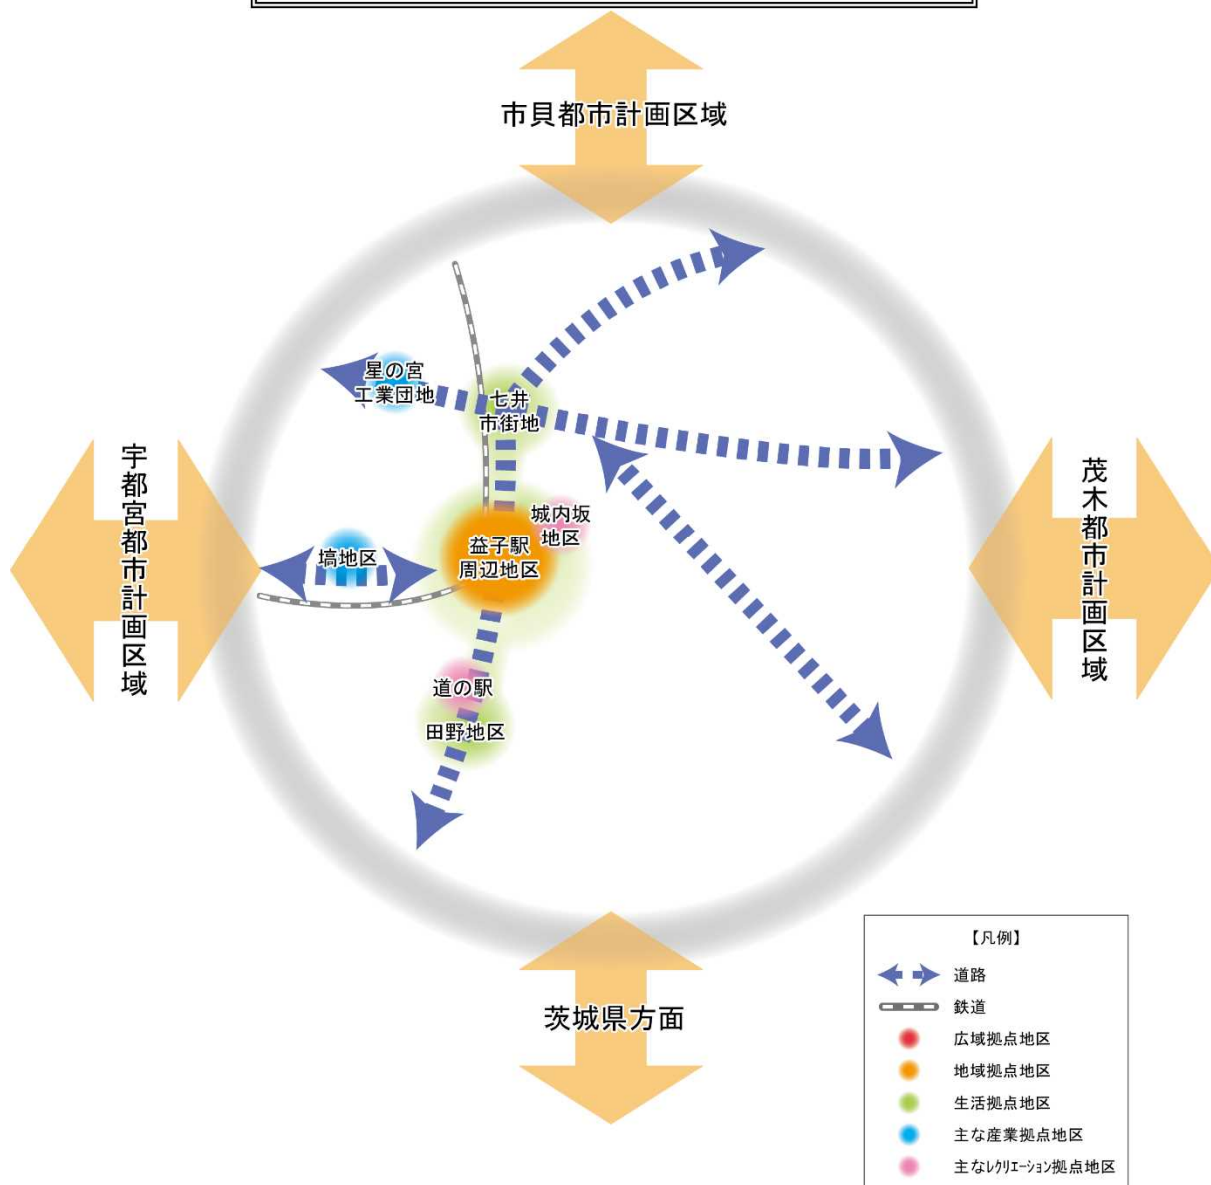 市貝都市計画区域
星の宮
工業団地
七井
市街地
宇都宮都市計画区域
茂木都市計画区域
城内坂
地区
益子駅
周辺地区
塙地区
道の駅
田野地区
茨城県方面
【凡例】
道路
鉄道
広域拠点地区
地域拠点地区
生活拠点地区
主な産業拠点地区
主なﾚｸﾘｴｰｼｮﾝ拠点地区